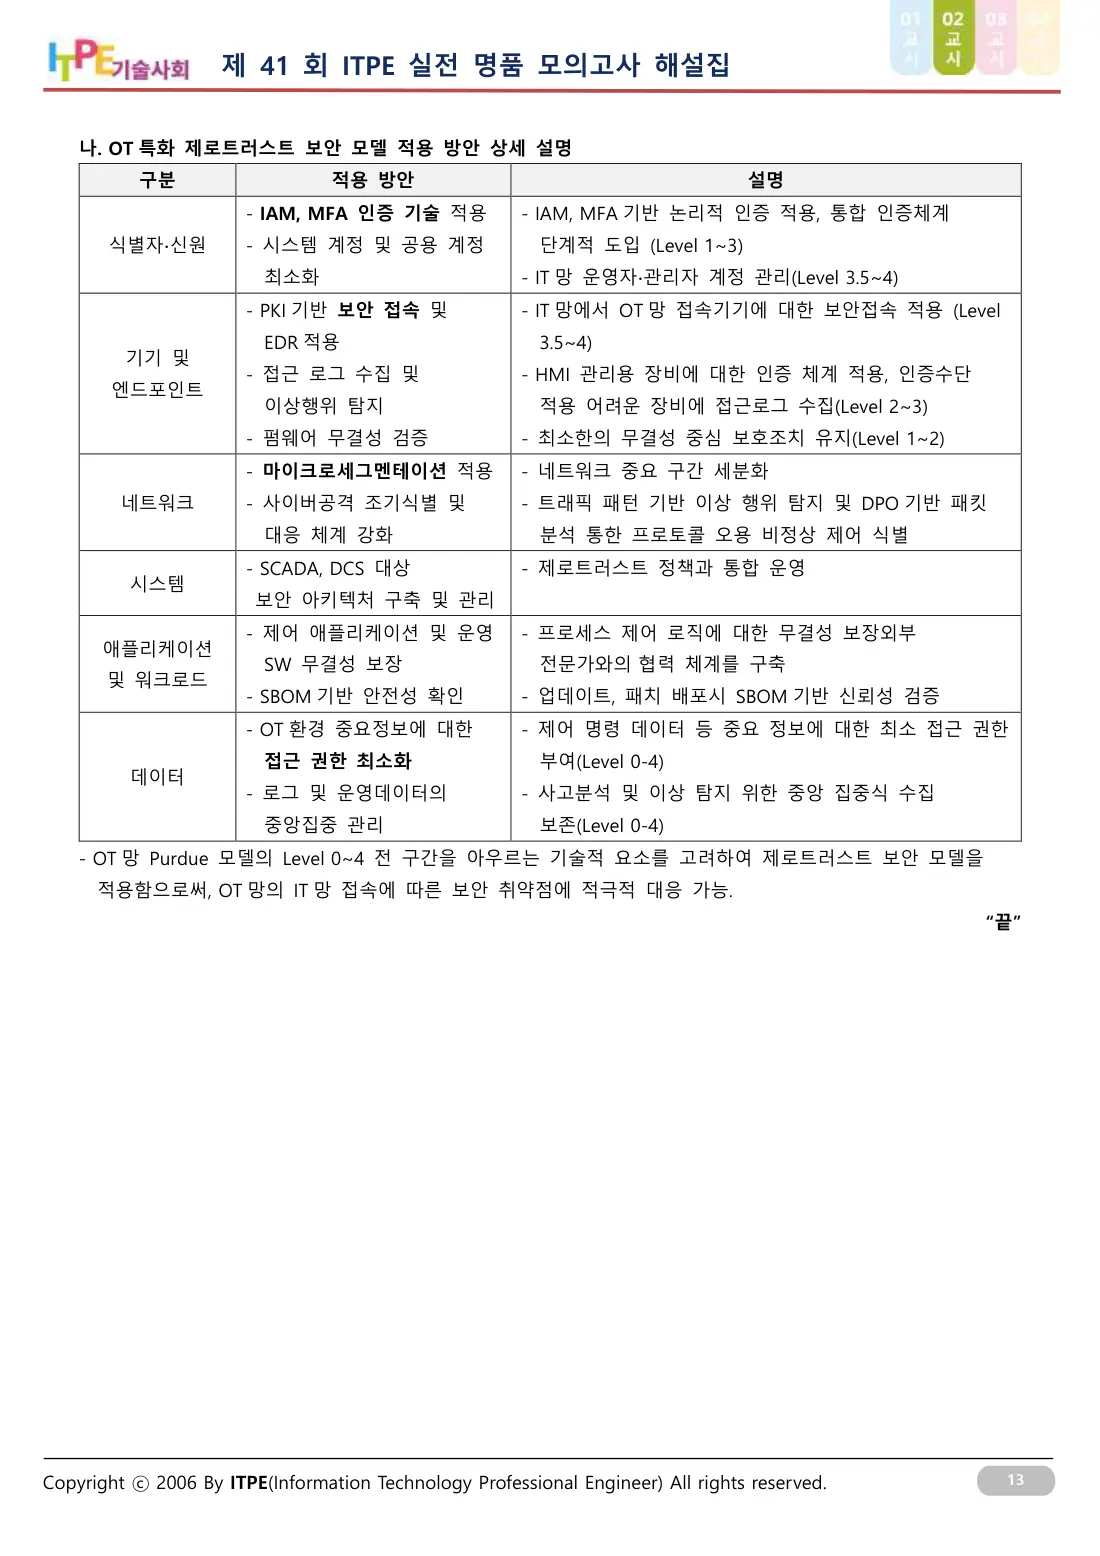 ITPE기술사회
제 41 회 ITPE 실전 명품 모의고사 해설집
01 교 시
02 교 시
03 교 시
나. OT 특화 제로트러스트 보안 모델 적용 방안 상세 설명
구분 적용 방안 설명
식별자·신원
- IAM, MFA 인증 기술 적용
- 시스템 계정 및 공용 계정
최소화
- IAM, MFA 기반 논리적 인증 적용, 통합 인증체계
단계적 도입 (Level 1~3)
- IT 망 운영자·관리자 계정 관리(Level 3.5~4)
기기 및
엔드포인트
- PKI 기반 보안 접속 및
EDR 적용
- 접근 로그 수집 및
이상행위 탐지
- 펌웨어 무결성 검증
- IT 망에서 OT 망 접속기기에 대한 보안접속 적용 (Level
3.5~4)
- HMI 관리용 장비에 대한 인증 체계 적용, 인증수단
적용 어려운 장비에 접근로그 수집(Level 2~3)
- 최소한의 무결성 중심 보호조치 유지(Level 1~2)
네트워크
- 마이크로세그멘테이션 적용
- 사이버공격 조기식별 및
대응 체계 강화
- 네트워크 중요 구간 세분화
- 트래픽 패턴 기반 이상 행위 탐지 및 DPO 기반 패킷
분석 통한 프로토콜 오용 비정상 제어 식별
시스템
- SCADA, DCS 대상
보안 아키텍처 구축 및 관리
- 제로트러스트 정책과 통합 운영
애플리케이션
및 워크로드
- 제어 애플리케이션 및 운영
SW 무결성 보장
- SBOM 기반 안전성 확인
- 프로세스 제어 로직에 대한 무결성 보장외부
전문가와의 협력 체계를 구축
- 업데이트, 패치 배포시 SBOM 기반 신뢰성 검증
데이터
- OT 환경 중요정보에 대한
접근 권한 최소화
- 로그 및 운영데이터의
중앙집중 관리
- 제어 명령 데이터 등 중요 정보에 대한 최소 접근 권한
부여(Level 0-4)
- 사고분석 및 이상 탐지 위한 중앙 집중식 수집
보존(Level 0-4)
- OT 망 Purdue 모델의 Level 0~4 전 구간을 아우르는 기술적 요소를 고려하여 제로트러스트 보안 모델을
적용함으로써, OT 망의 IT 망 접속에 따른 보안 취약점에 적극적 대응 가능.
“끝”
Copyright ⓒ 2006 By ITPE(Information Technology Professional Engineer) All rights reserved.
13